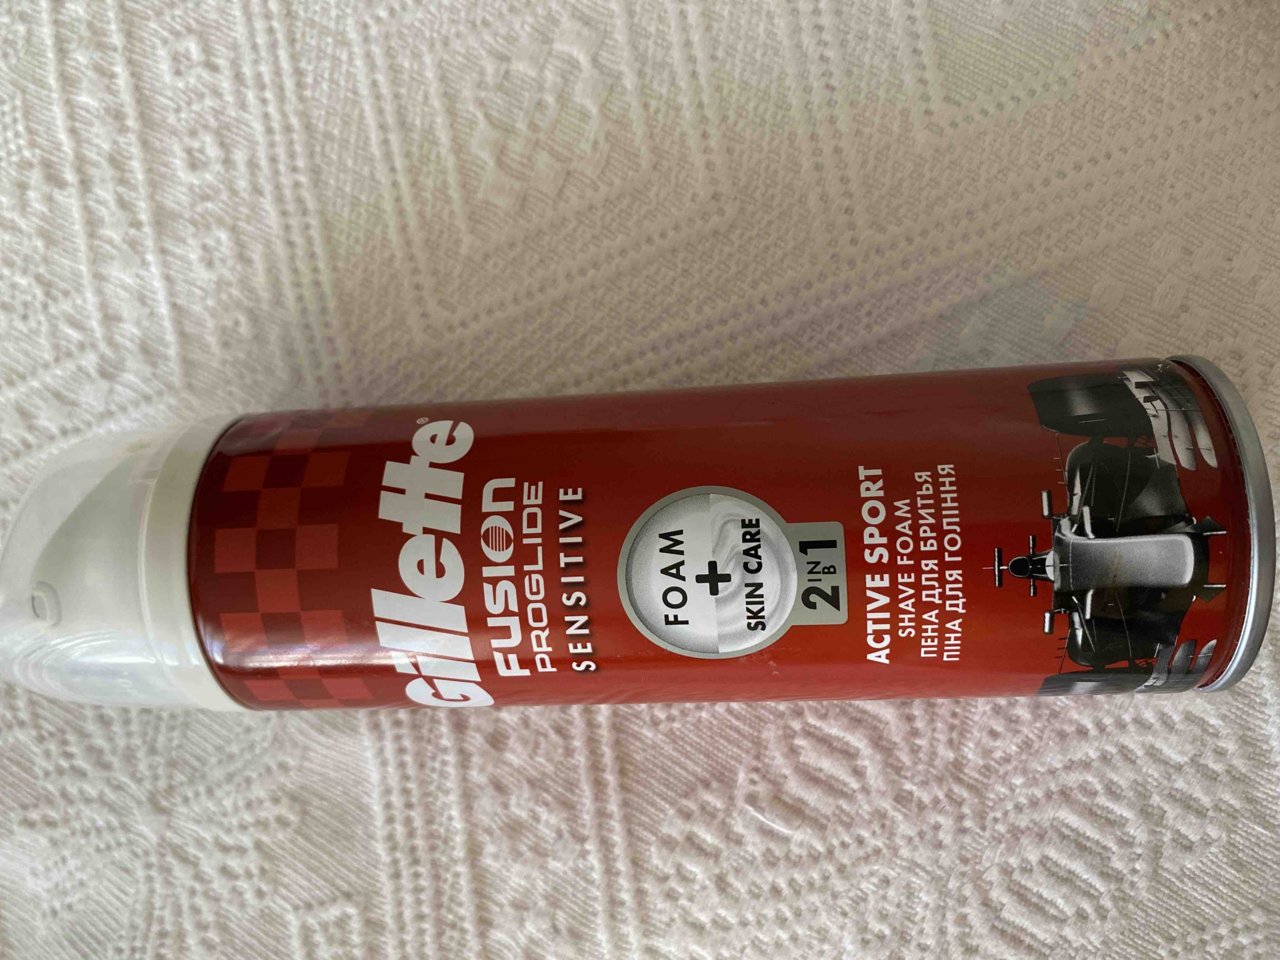 Gillette®
FUSION
PROGLIDE
SENSITIVE
FOAM
+
SKIN CARE
2 IN 1
В
ACTIVE SPORT
SHAVE FOAM
ПЕНА ДЛЯ БРИТЬЯ
ПІНА ДЛЯ ГОЛІННЯ